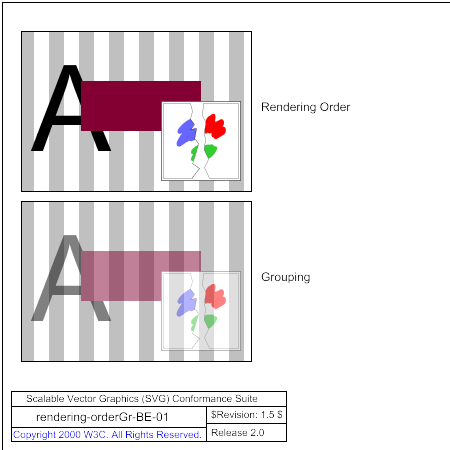 A
Rendering Order
A
Grouping
Scalable Vector Graphics (SVG) Conformance Suite
rendering-orderGr-BE-01
$Revision: 1.5 $
Copyright 2000 W3C. All Rights Reserved.
Release 2.0